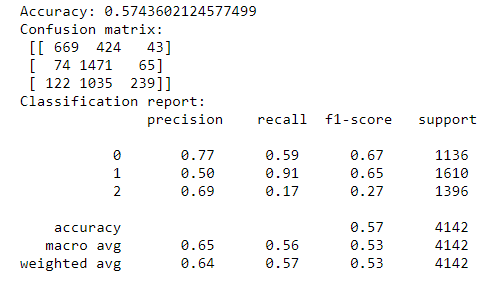 Accuracy: 0.5743602124577499
Confusion matrix:
[[ 669 424 43]
[ 74 1471 65]
[ 122 1035 239]]
Classification report:
precision recall f1-score support
0 0.77 0.59 0.67 1136
1 0.50 0.91 0.65 1610
2 0.69 0.17 0.27 1396
accuracy 0.57 4142
macro avg 0.65 0.56 0.53 4142
weighted avg 0.64 0.57 0.53 4142